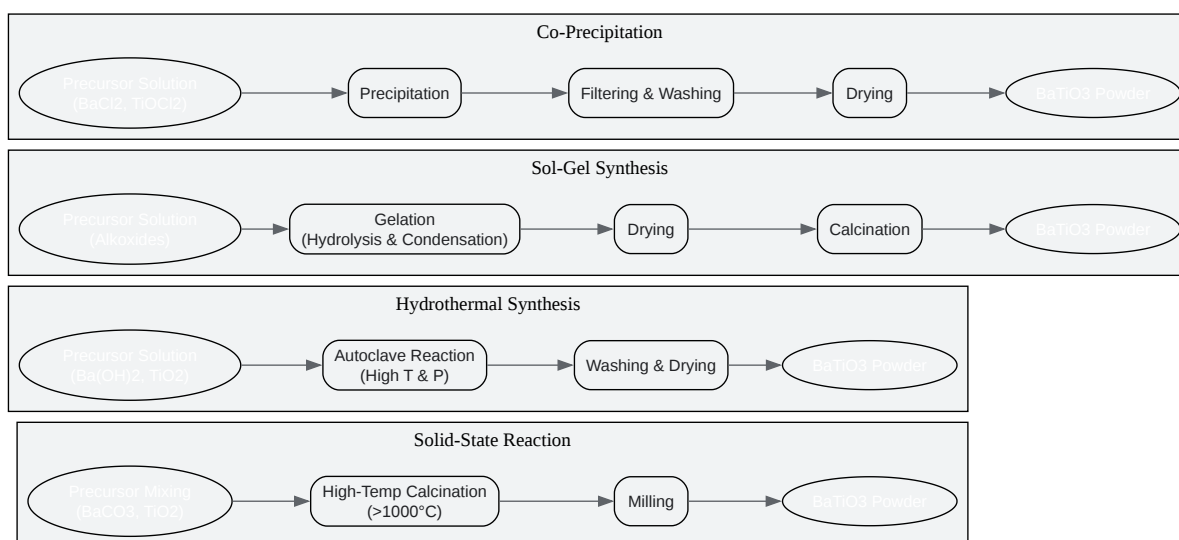 Co-Precipitation
Precursor Solution
(BaCl2, TiOCl2)
Precipitation
Filtering & Washing
Drying
BaTiO3 Powder
Sol-Gel Synthesis
Precursor Solution
(Alkoxides)
Gelation
(Hydrolysis & Condensation)
Drying
Calcination
BaTiO3 Powder
Hydrothermal Synthesis
Precursor Solution
(Ba(OH)2, TiO2)
Autoclave Reaction
(High T & P)
Washing & Drying
BaTiO3 Powder
Solid-State Reaction
Precursor Mixing
(BaCO3, TiO2)
High-Temp Calcination
(>1000°C)
Milling
BaTiO3 Powder